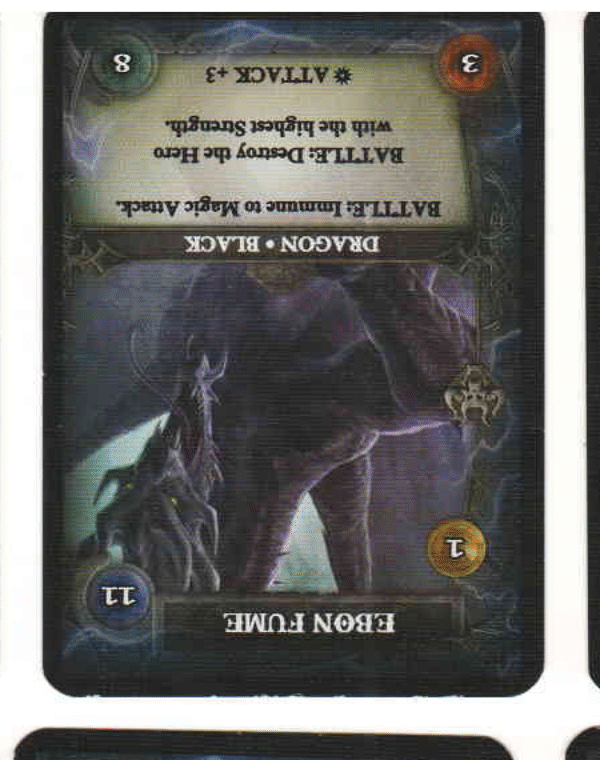 EBON FUME
11
1
DRAGON • BLACK
BATTLE: Immune to Magic Attack.
BATTLE: Destroy the Hero
with the highest Strength.
✹ ATTACK +3
3
8